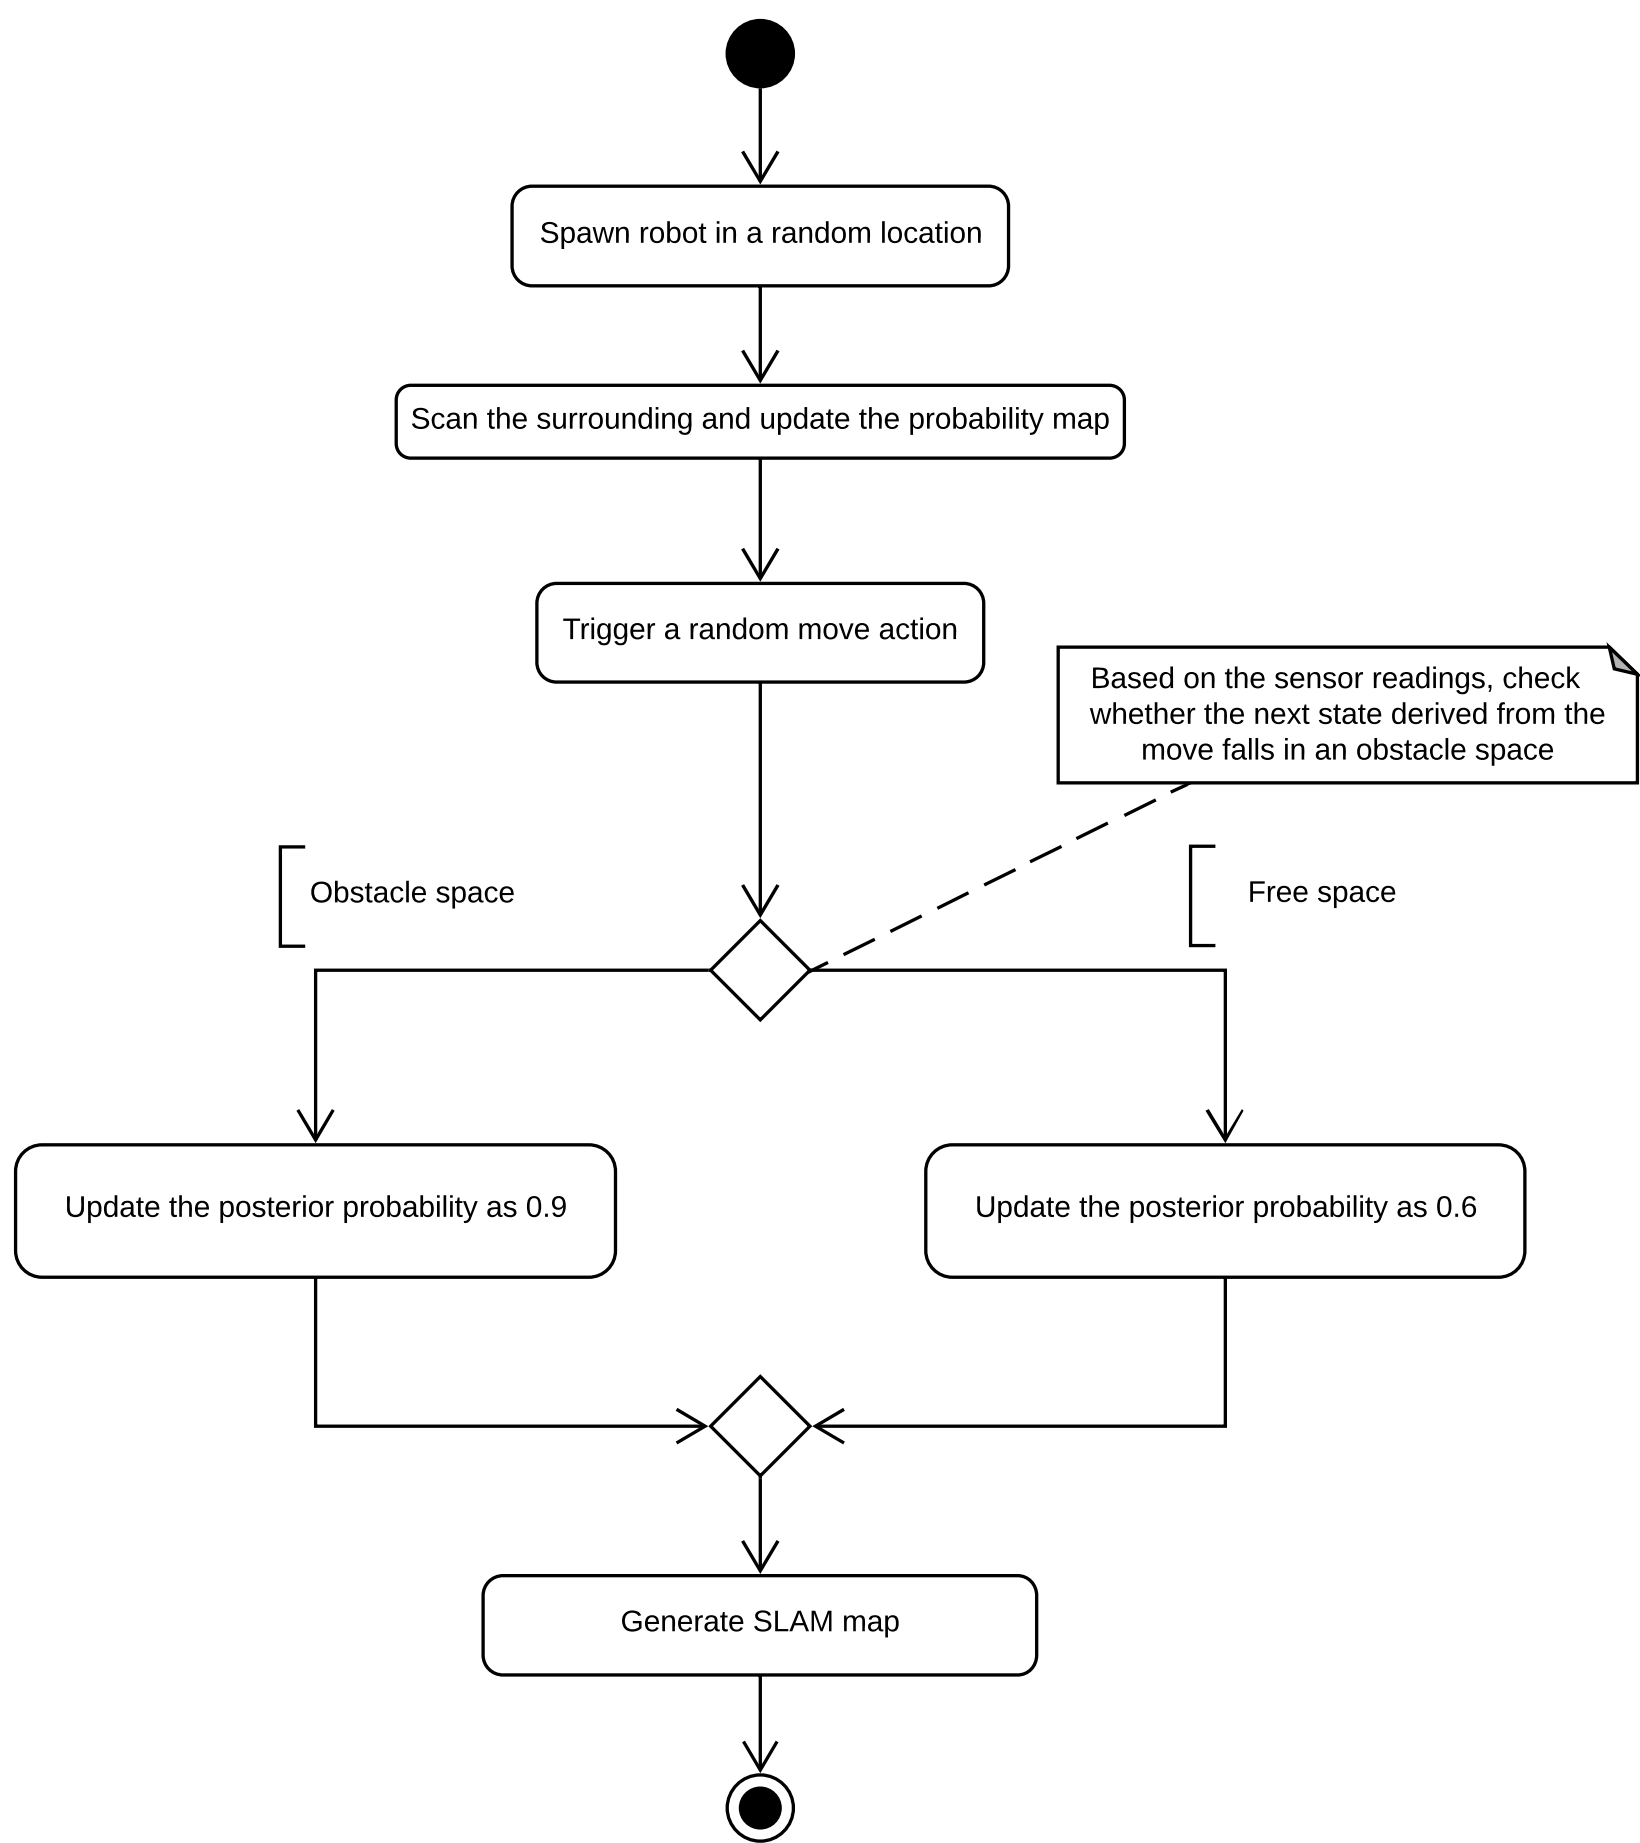 Spawn robot in a random location
Scan the surrounding and update the probability map
Trigger a random move action
Based on the sensor readings, check
whether the next state derived from the
move falls in an obstacle space
Obstacle space
Free space
Update the posterior probability as 0.9
Update the posterior probability as 0.6
Generate SLAM map